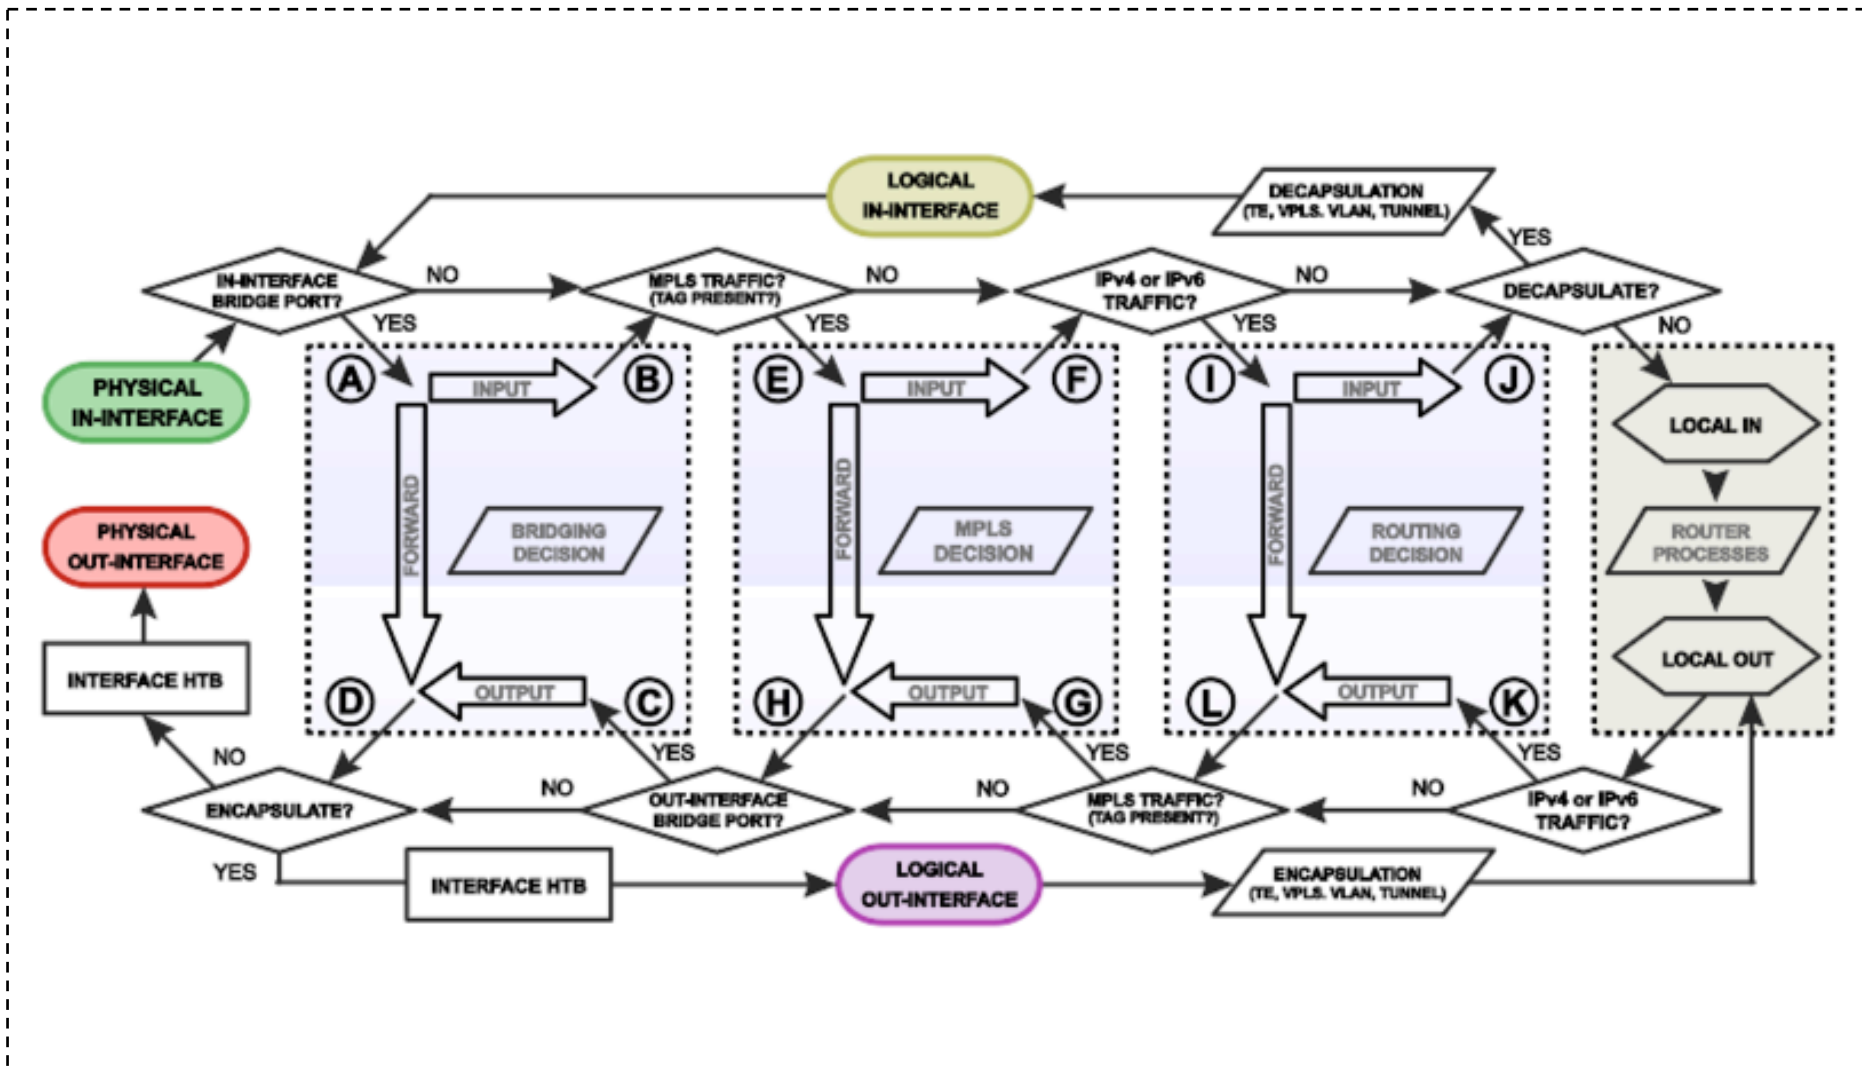 LOGICAL
IN-INTERFACE
DECAPSULATION
(TE, VPLS. VLAN, TUNNEL)
YES
IN-INTERFACE
BRIDGE PORT?
NO
MPLS TRAFFIC?
(TAG PRESENT?)
NO
IPv4 or IPv6
TRAFFIC?
NO
DECAPSULATE?
YES
YES
YES
NO
PHYSICAL
IN-INTERFACE
A
INPUT
B
E
INPUT
F
I
INPUT
J
LOCAL IN
FORWARD
BRIDGING
DECISION
FORWARD
MPLS
DECISION
FORWARD
ROUTING
DECISION
ROUTER
PROCESSES
PHYSICAL
OUT-INTERFACE
INTERFACE HTB
D
OUTPUT
C
H
OUTPUT
G
L
OUTPUT
K
LOCAL OUT
NO
YES
YES
YES
ENCAPSULATE?
NO
OUT-INTERFACE
BRIDGE PORT?
NO
MPLS TRAFFIC?
(TAG PRESENT?)
NO
IPv4 or IPv6
TRAFFIC?
YES
INTERFACE HTB
LOGICAL
OUT-INTERFACE
ENCAPSULATION
(TE, VPLS. VLAN, TUNNEL)